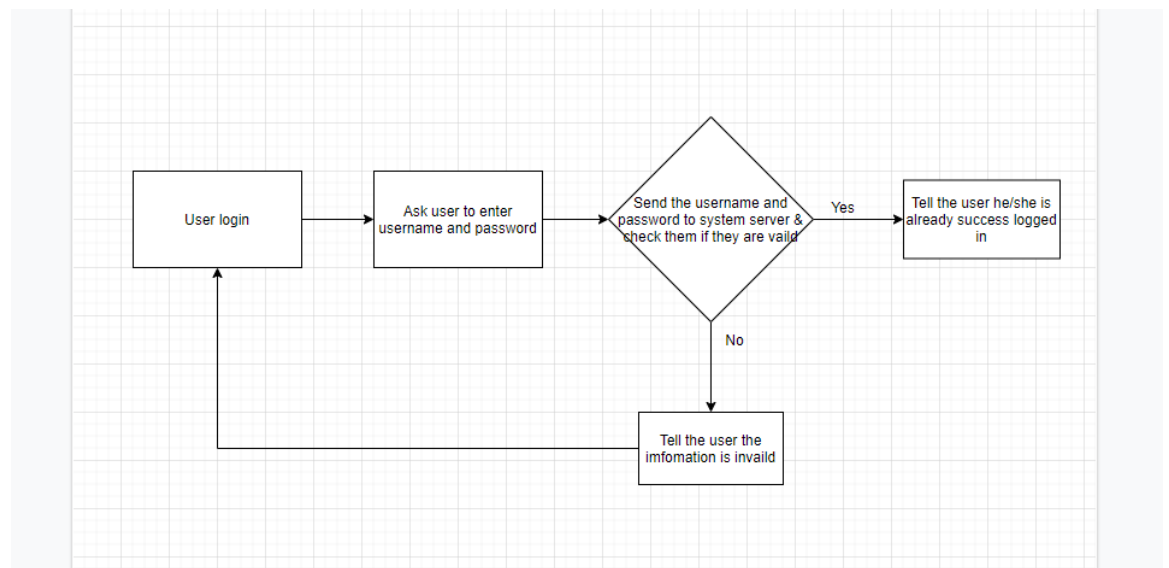 User login
Ask user to enter
username and password
Send the username and
password to system server &
check them if they are vaild
Yes
Tell the user he/she is
already success logged
in
No
Tell the user the
imfomation is invaild